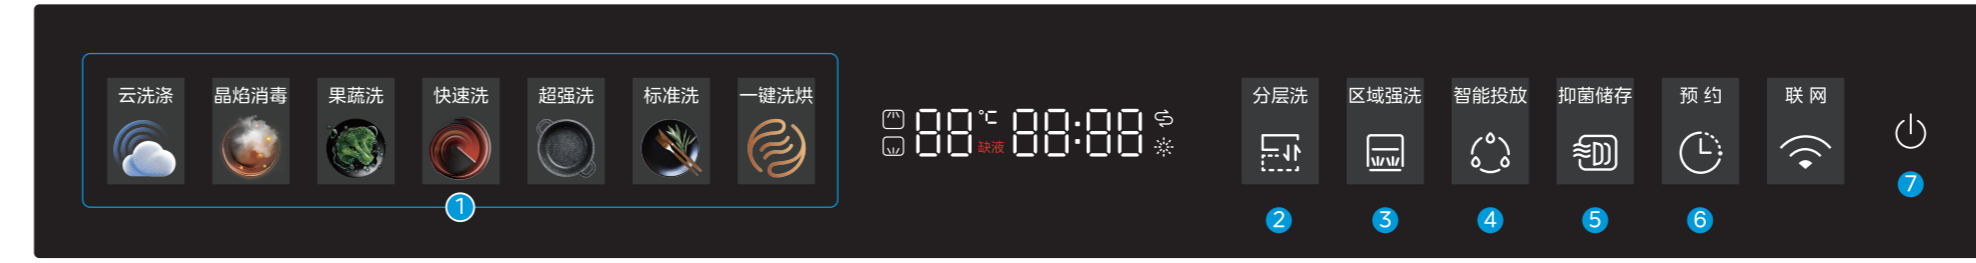 云洗涤
晶焰消毒
果蔬洗
快速洗
超强洗
标准洗
一键洗烘
88 ℃ 88:88
缺液
分层洗
区域强洗
智能投放
抑菌储存
预 约
联 网
1
2
3
4
5
6
7